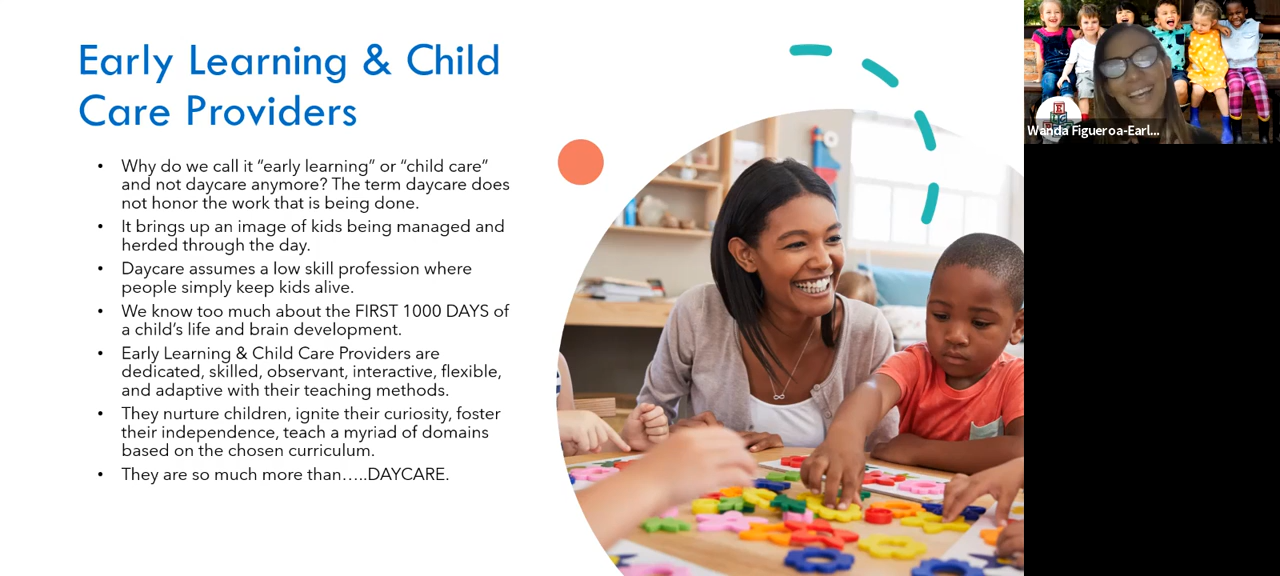 Early Learning & Child
Care Providers
• Why do we call it “early learning” or “child care”
and not daycare anymore? The term daycare does
not honor the work that is being done.
• It brings up an image of kids being managed and
herded through the day.
• Daycare assumes a low skill profession where
people simply keep kids alive.
• We know too much about the FIRST 1000 DAYS of
a child’s life and brain development.
• Early Learning & Child Care Providers are
dedicated, skilled, observant, interactive, flexible,
and adaptive with their teaching methods.
• They nurture children, ignite their curiosity, foster
their independence, teach a myriad of domains
based on the chosen curriculum.
• They are so much more than…..DAYCARE.
Wanda Figueroa-Earl...